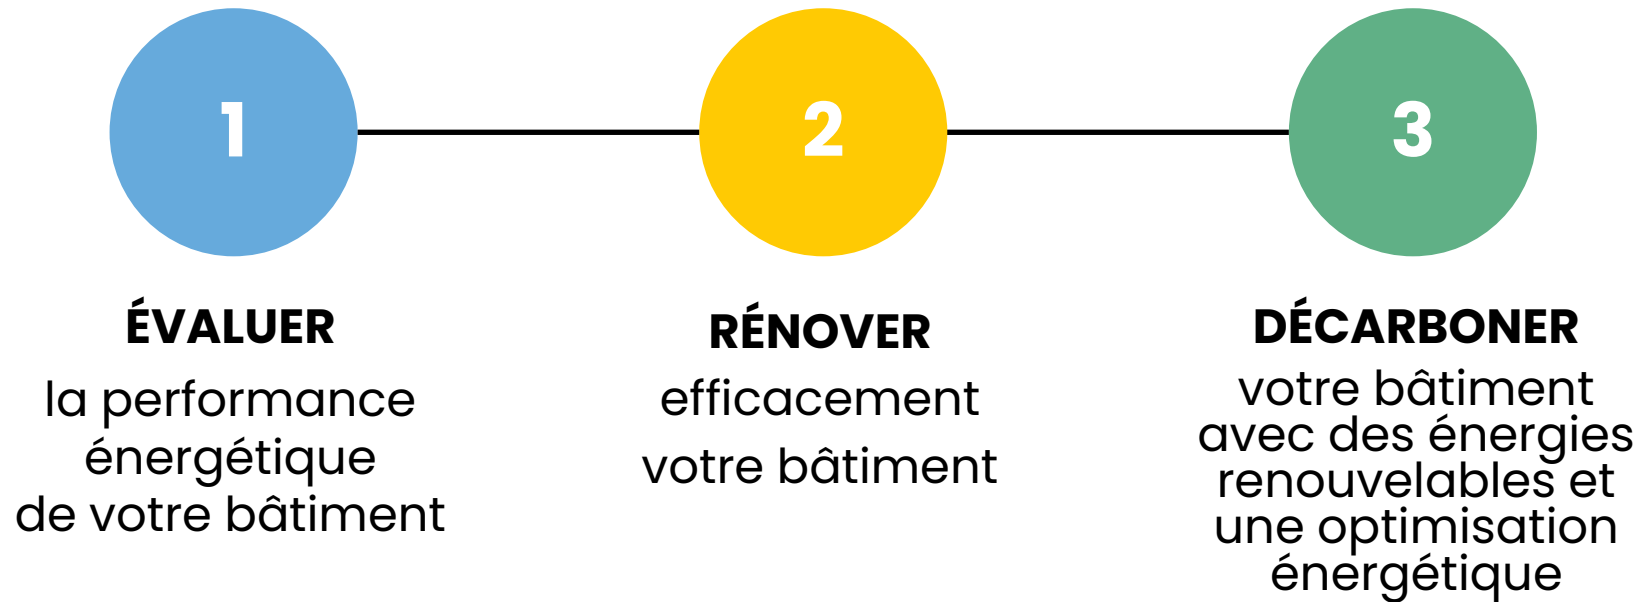 1
2
3
ÉVALUER
la performance
énergétique
de votre bâtiment
RÉNOVER
efficacement
votre bâtiment
DÉCARBONER
votre bâtiment
avec des énergies
renouvelables et
une optimisation
énergétique